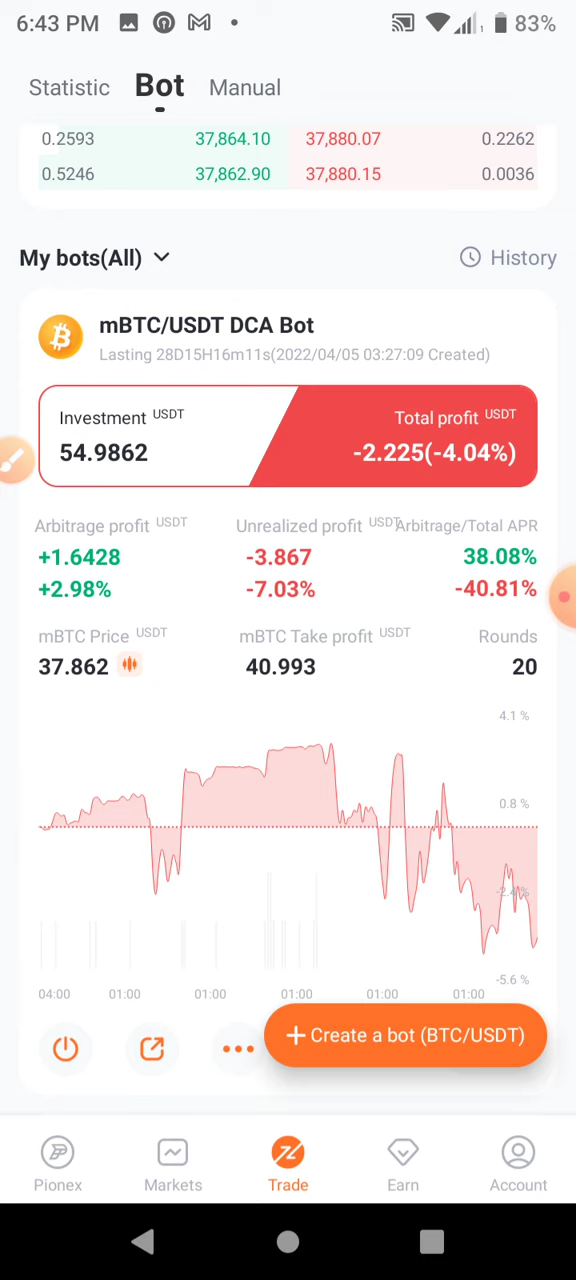 6:43 PM 83%
Statistic Bot Manual
0.2593 37,864.10 37,880.07 0.2262
0.5246 37,862.90 37,880.15 0.0036
My bots(All) History
mBTC/USDT DCA Bot
Lasting 28D15H16m11s(2022/04/05 03:27:09 Created)
Investment USDT Total profit USDT
54.9862 -2.225(-4.04%)
Arbitrage profit USDT Unrealized profit USDT Arbitrage/Total APR
+1.6428 -3.867 38.08%
+2.98% -7.03% -40.81%
mBTC Price USDT mBTC Take profit USDT Rounds
37.862 40.993 20
4.1 %
0.8 %
-2.4 %
-5.6 %
04:00 01:00 01:00 01:00 01:00 01:00
+ Create a bot (BTC/USDT)
Pionex Markets Trade Earn Account